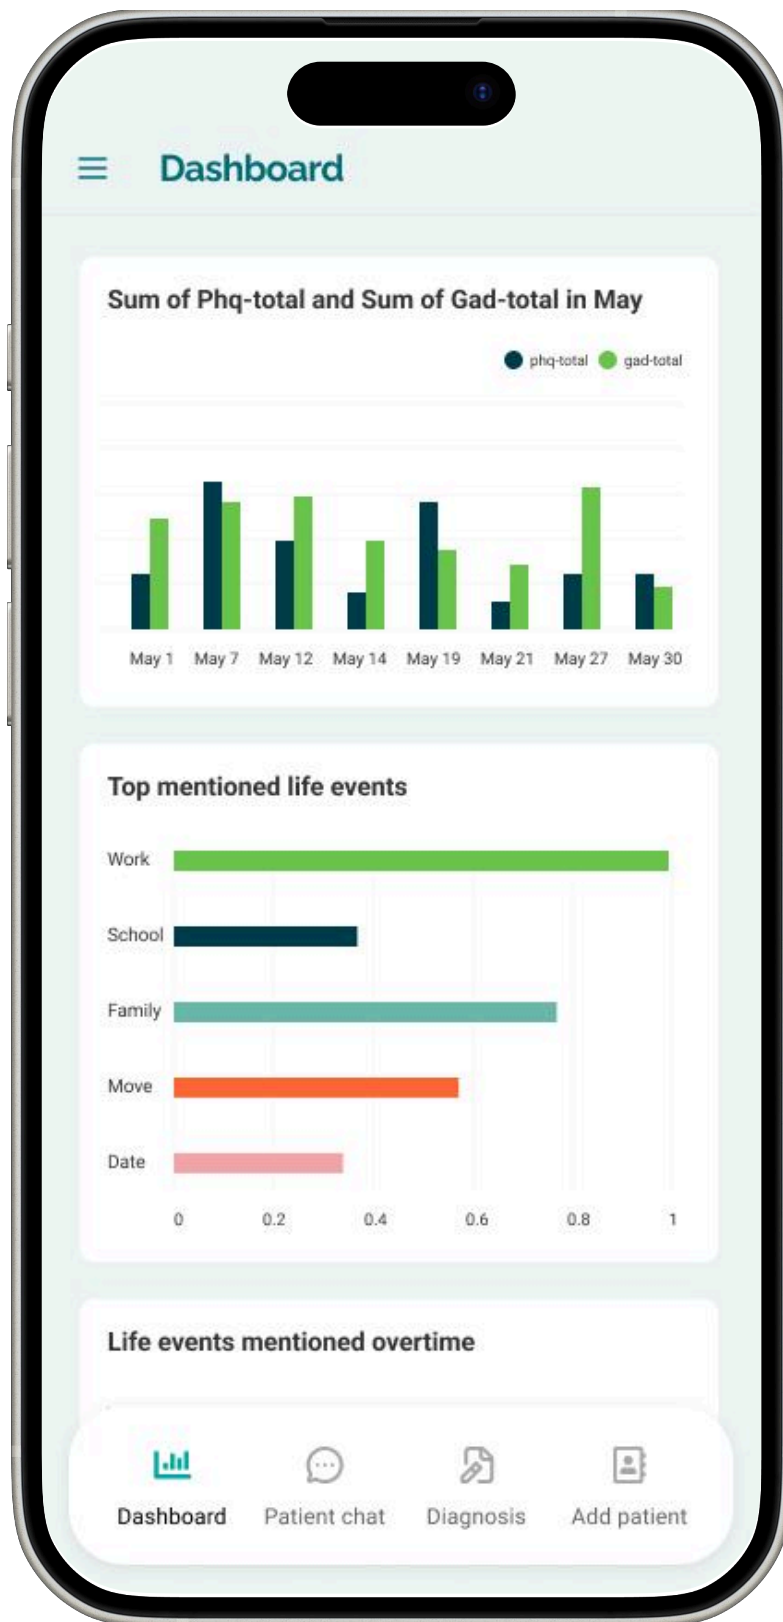 Dashboard
Sum of Phq-total and Sum of Gad-total in May
phq-total gad-total
May 1 May 7 May 12 May 14 May 19 May 21 May 27 May 30
Top mentioned life events
Work
School
Family
Move
Date
0 0.2 0.4 0.6 0.8 1
Life events mentioned overtime
Dashboard Patient chat Diagnosis Add patient